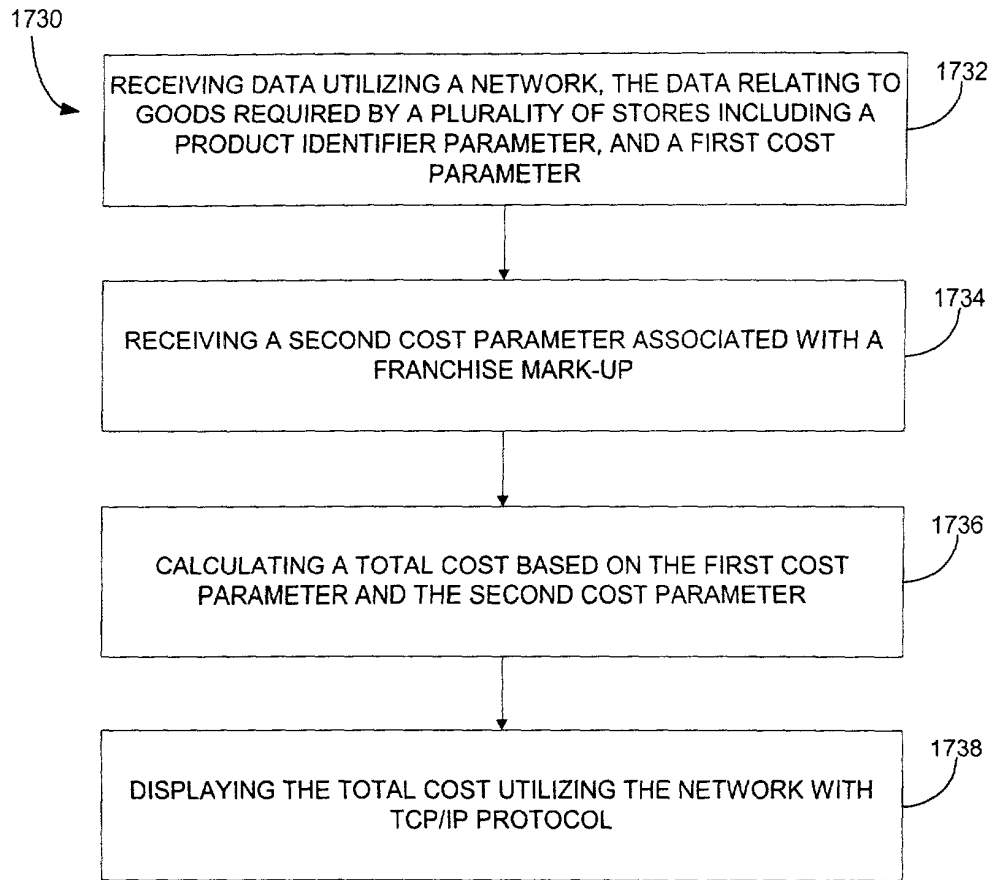 1730
RECEIVING DATA UTILIZING A NETWORK, THE DATA RELATING TO
GOODS REQUIRED BY A PLURALITY OF STORES INCLUDING A
PRODUCT IDENTIFIER PARAMETER, AND A FIRST COST
PARAMETER
1732
RECEIVING A SECOND COST PARAMETER ASSOCIATED WITH A
FRANCHISE MARK-UP
1734
CALCULATING A TOTAL COST BASED ON THE FIRST COST
PARAMETER AND THE SECOND COST PARAMETER
1736
DISPLAYING THE TOTAL COST UTILIZING THE NETWORK WITH
TCP/IP PROTOCOL
1738